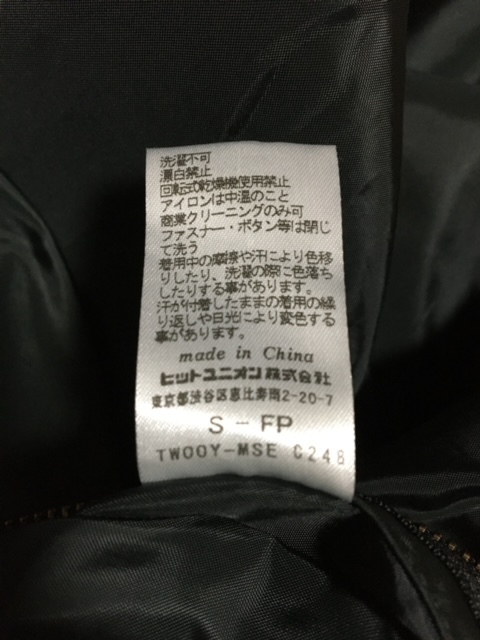 洗濯不可
漂白禁止
回転式乾燥機使用禁止
アイロンは中温のこと
商業クリーニングのみ可
ファスナー・ボタン等は閉じ
て洗う
着用中の摩擦や汗により色移
りしたり、洗濯の際に色落ち
したりする事があります。
汗が付着したままの着用の繰
り返しや日光により変色する
事があります。
made in China
ヒットユニオン株式会社
東京都渋谷区恵比寿南2-20-7
S-FP
TWOOY-MSE C248